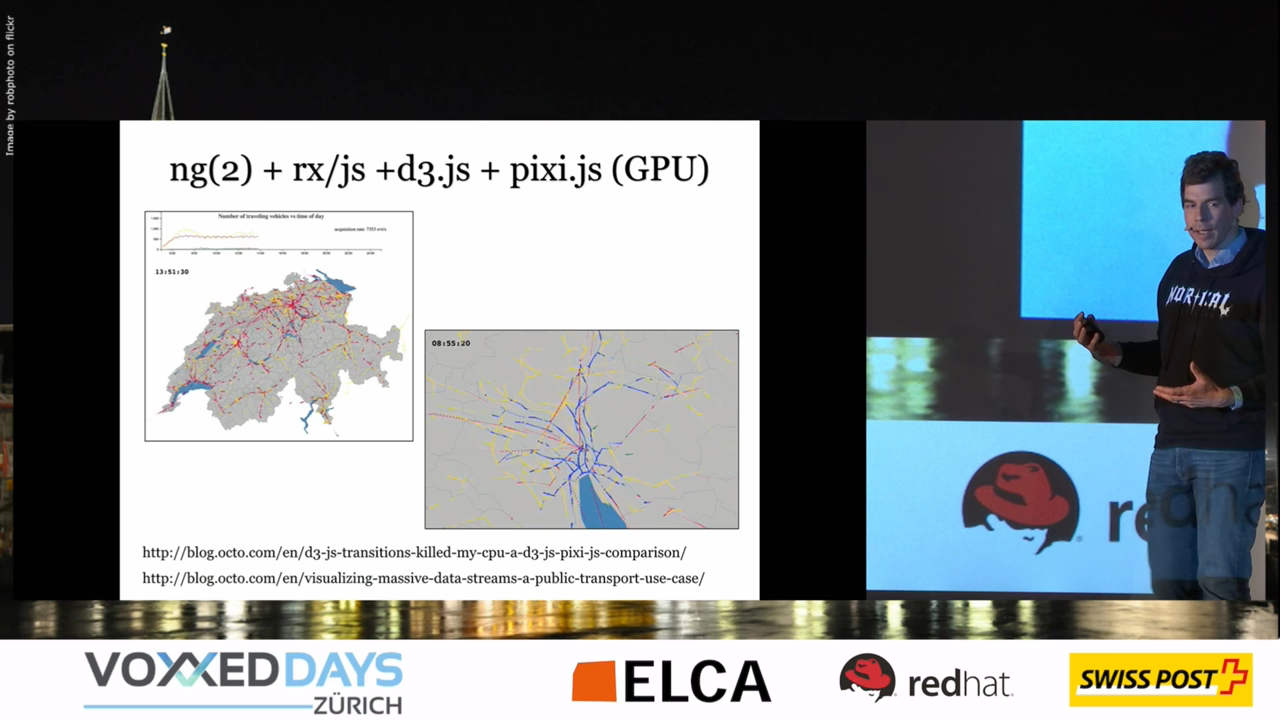 Image by robphoto on flickr
ng(2) + rx/js +d3.js + pixi.js (GPU)
Number of traveling vehicles vs time of day
13:51:30
08:55:20
http://blog.octo.com/en/d3-js-transitions-killed-my-cpu-a-d3-js-pixi-js-comparison/
http://blog.octo.com/en/visualizing-massive-data-streams-a-public-transport-use-case/
VOXXED DAYS
ZÜRICH
ELCA
redhat.
SWISS POST